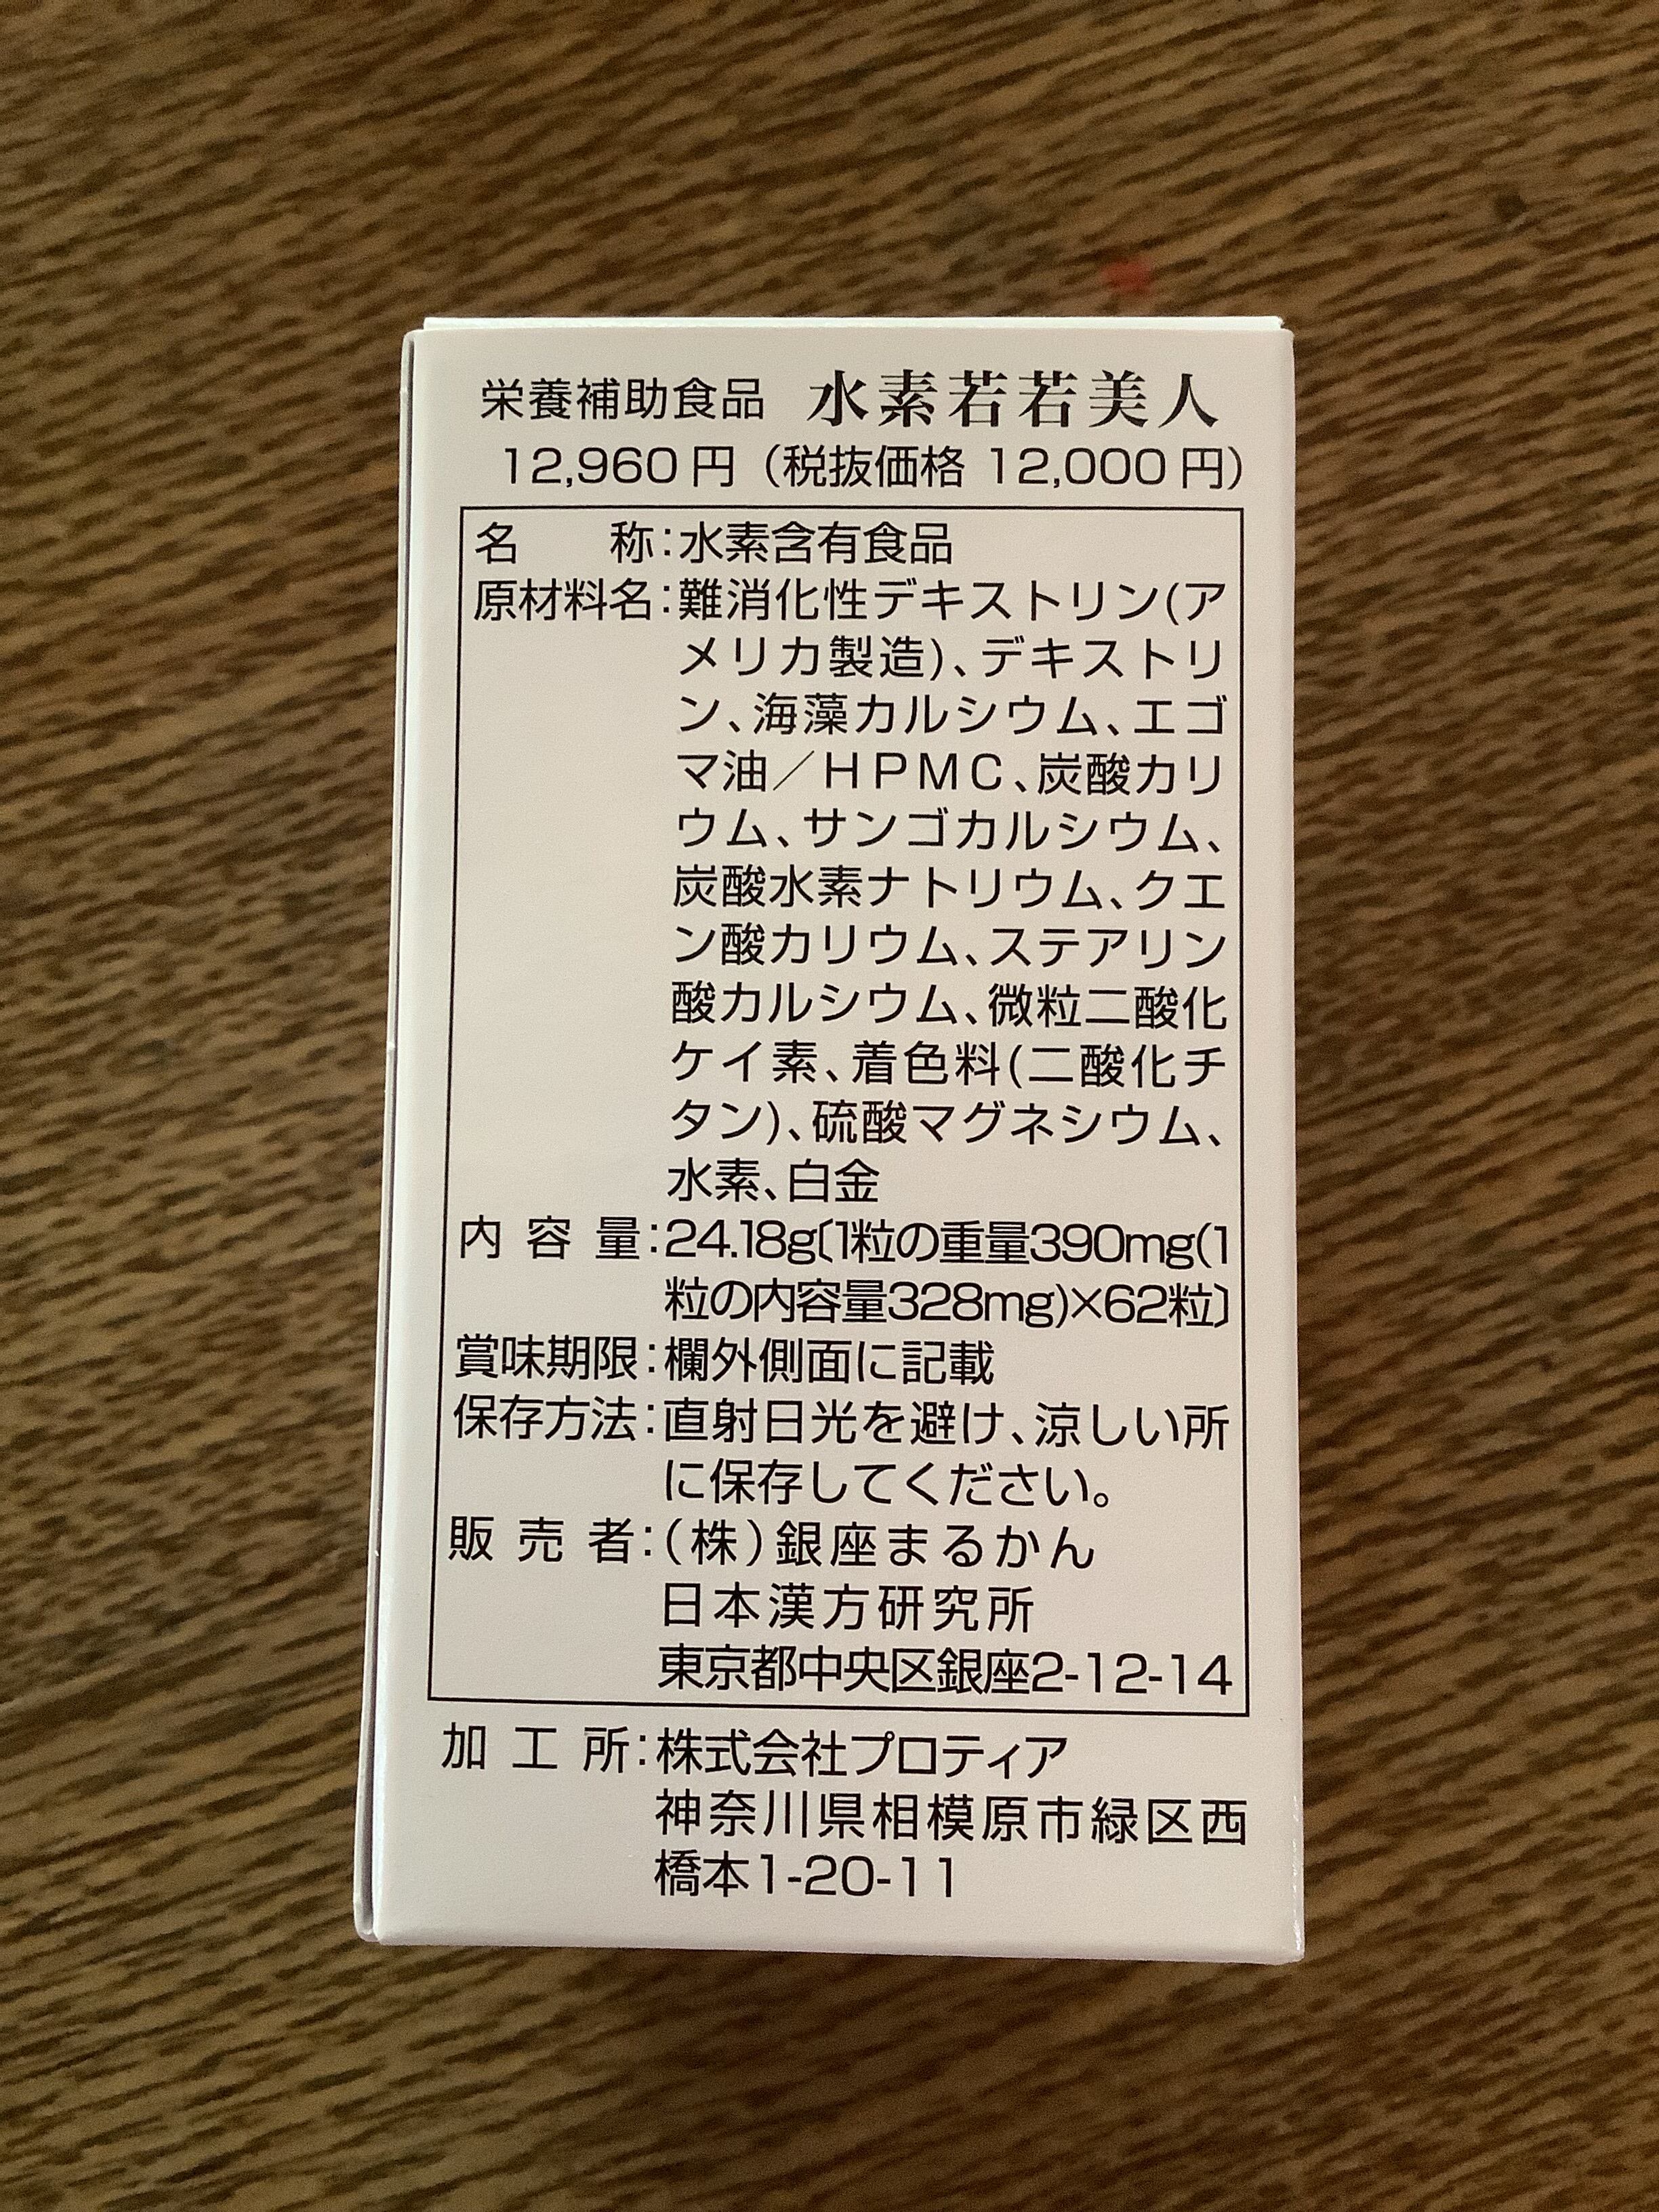 栄養補助食品 水素若若美人
12,960円（税抜価格 12,000円）
名 称：水素含有食品
原材料名：難消化性デキストリン(ア
メリカ製造)、デキストリ
ン、海藻カルシウム、エゴ
マ油／HPMC、炭酸カリ
ウム、サンゴカルシウム、
炭酸水素ナトリウム、クエ
ン酸カリウム、ステアリン
酸カルシウム、微粒二酸化
ケイ素、着色料(二酸化チ
タン)、硫酸マグネシウム、
水素、白金
内容量：24.18g〔1粒の重量390mg(1
粒の内容量328mg)×62粒〕
賞味期限：欄外側面に記載
保存方法：直射日光を避け、涼しい所
に保存してください。
販売者：（株）銀座まるかん
日本漢方研究所
東京都中央区銀座2-12-14
加工所：株式会社プロティア
神奈川県相模原市緑区西
橋本1-20-11